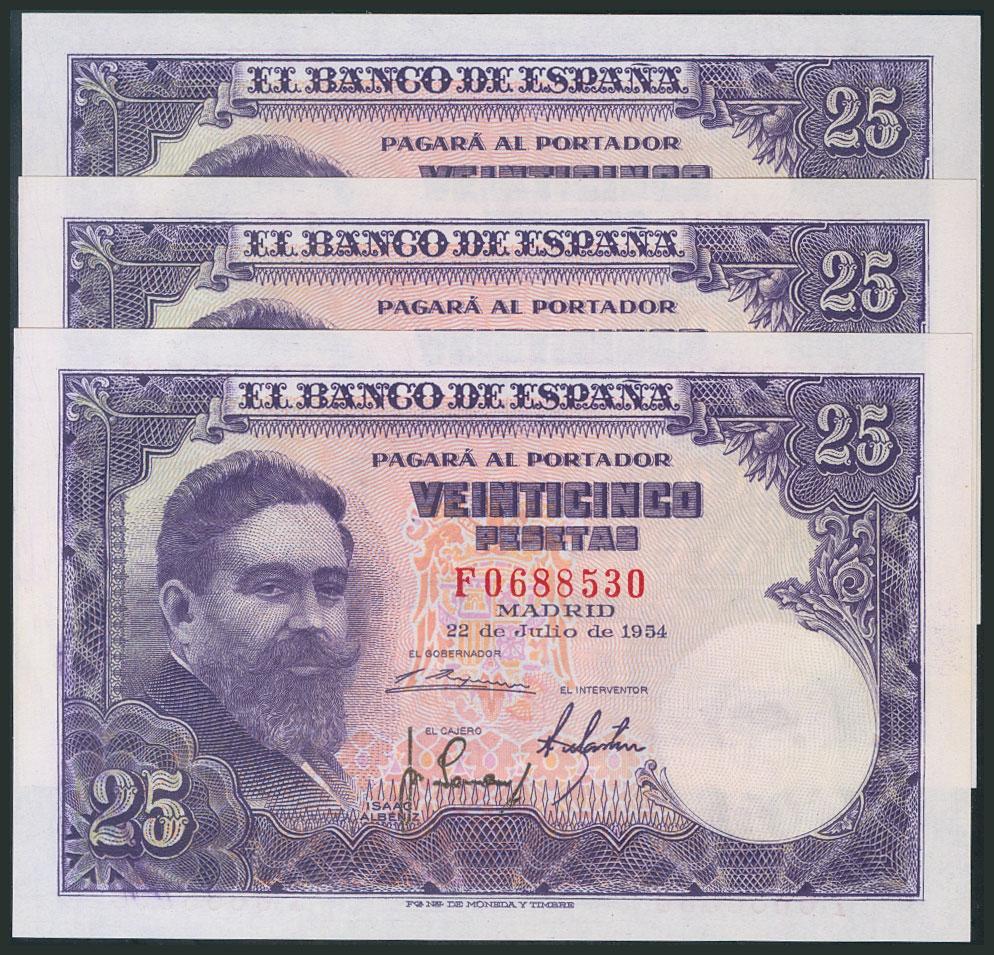 EL BANCO DE ESPAÑA
25
PAGARÁ AL PORTADOR
VEINTICINCO
EL BANCO DE ESPAÑA
25
PAGARÁ AL PORTADOR
EL BANCO DE ESPAÑA
25
PAGARÁ AL PORTADOR
VEINTICINCO
PESETAS
F0688530
MADRID
22 de Julio de 1954
EL GOBERNADOR
EL INTERVENTOR
EL CAJERO
25
ISAAC
ALBENIZ
FCA. NAL. DE MONEDA Y TIMBRE